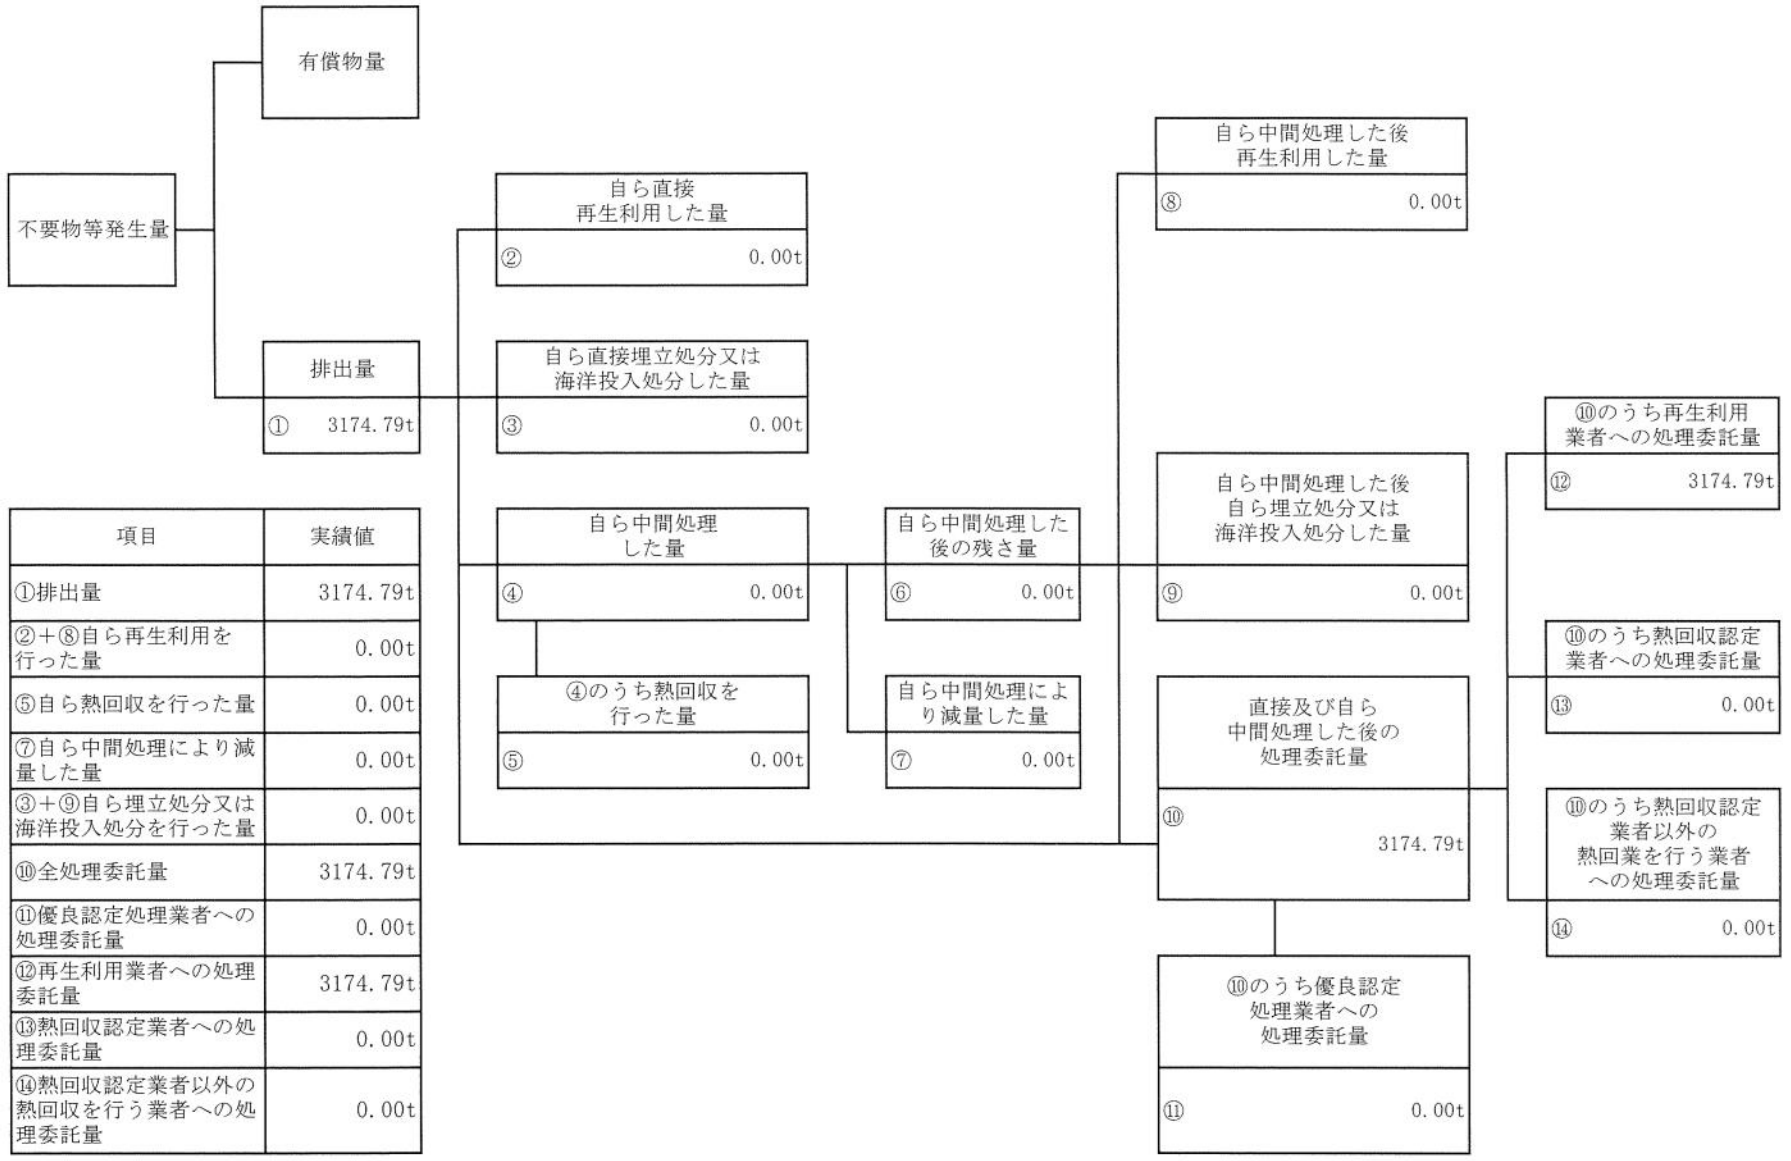 有償物量
不要物等発生量
排出量
① 3174.79t
自ら直接
再生利用した量
② 0.00t
自ら直接埋立処分又は
海洋投入処分した量
③ 0.00t
自ら中間処理
した量
④ 0.00t
④のうち熱回収を
行った量
⑤ 0.00t
自ら中間処理した
後の残さ量
⑥ 0.00t
自ら中間処理によ
り減量した量
⑦ 0.00t
自ら中間処理した後
再生利用した量
⑧ 0.00t
自ら中間処理した後
自ら埋立処分又は
海洋投入処分した量
⑨ 0.00t
直接及び自ら
中間処理した後の
処理委託量
⑩
3174.79t
⑩のうち優良認定
処理業者への
処理委託量
⑪ 0.00t
⑩のうち再生利用
業者への処理委託量
⑫ 3174.79t
⑩のうち熱回収認定
業者への処理委託量
⑬ 0.00t
⑩のうち熱回収認定
業者以外の
熱回業を行う業者
への処理委託量
⑭ 0.00t
項目 実績値
①排出量 3174.79t
②＋⑧自ら再生利用を
行った量 0.00t
⑤自ら熱回収を行った量 0.00t
⑦自ら中間処理により減
量した量 0.00t
③＋⑨自ら埋立処分又は
海洋投入処分を行った量 0.00t
⑩全処理委託量 3174.79t
⑪優良認定処理業者への
処理委託量 0.00t
⑫再生利用業者への処理
委託量 3174.79t
⑬熱回収認定業者への処
理委託量 0.00t
⑭熱回収認定業者以外の
熱回収を行う業者への処
理委託量 0.00t